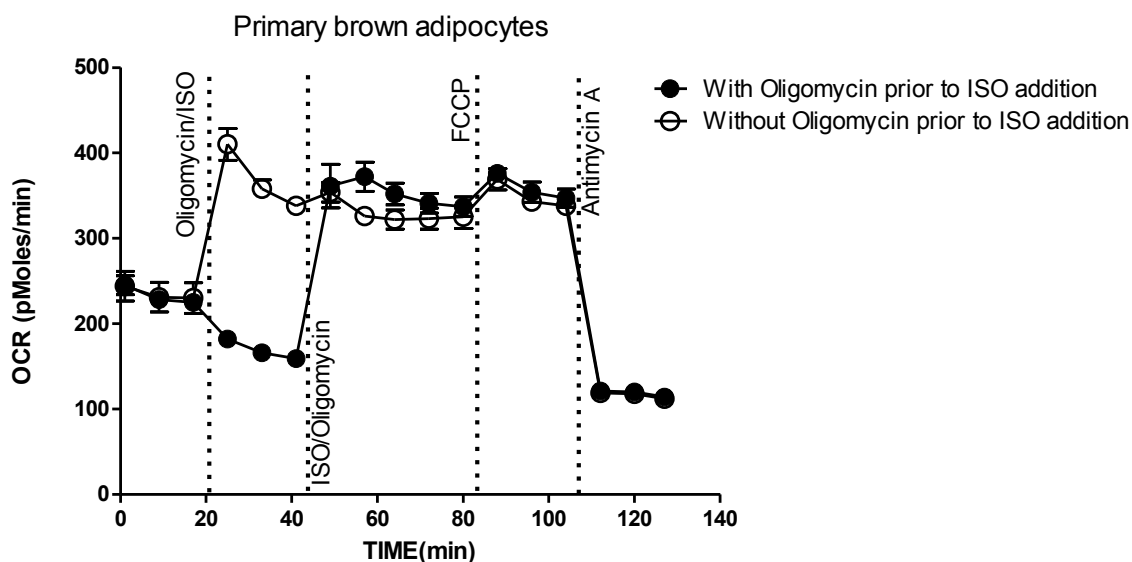 Primary brown adipocytes
500
400
300
200
100
0
OCR (pMoles/min)
0 20 40 60 80 100 120 140
TIME(min)
Oligomycin/ISO
ISO/Oligomycin
FCCP
Antimycin A
With Oligomycin prior to ISO addition
Without Oligomycin prior to ISO addition